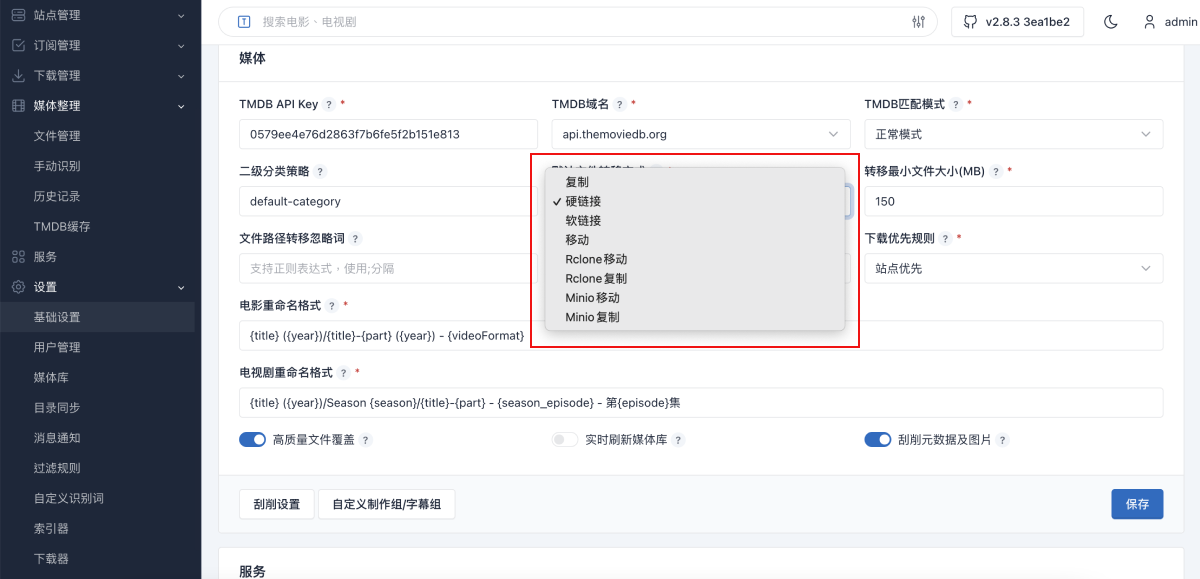 站点管理
订阅管理
下载管理
媒体整理
文件管理
手动识别
历史记录
TMDB缓存
服务
设置
基础设置
用户管理
媒体库
目录同步
消息通知
过滤规则
自定义识别词
索引器
下载器
T 搜索电影、电视剧
v2.8.3 3ea1be2
admin
媒体
TMDB API Key ? *
TMDB域名 ? *
TMDB匹配模式 ? *
0579ee4e76d2863f7b6fe5f2b151e813
api.themoviedb.org
正常模式
二级分类策略 ?
转移最小文件大小(MB) ? *
default-category
150
复制
✓ 硬链接
软链接
移动
Rclone移动
Rclone复制
Minio移动
Minio复制
文件路径转移忽略词 ?
下载优先规则 ? *
支持正则表达式，使用;分隔
站点优先
电影重命名格式 ? *
{title} ({year})/{title}-{part} ({year}) - {videoFormat}
电视剧重命名格式 ? *
{title} ({year})/Season {season}/{title}-{part} - {season_episode} - 第{episode}集
高质量文件覆盖 ?
实时刷新媒体库 ?
刮削元数据及图片 ?
刮削设置
自定义制作组/字幕组
保存
服务